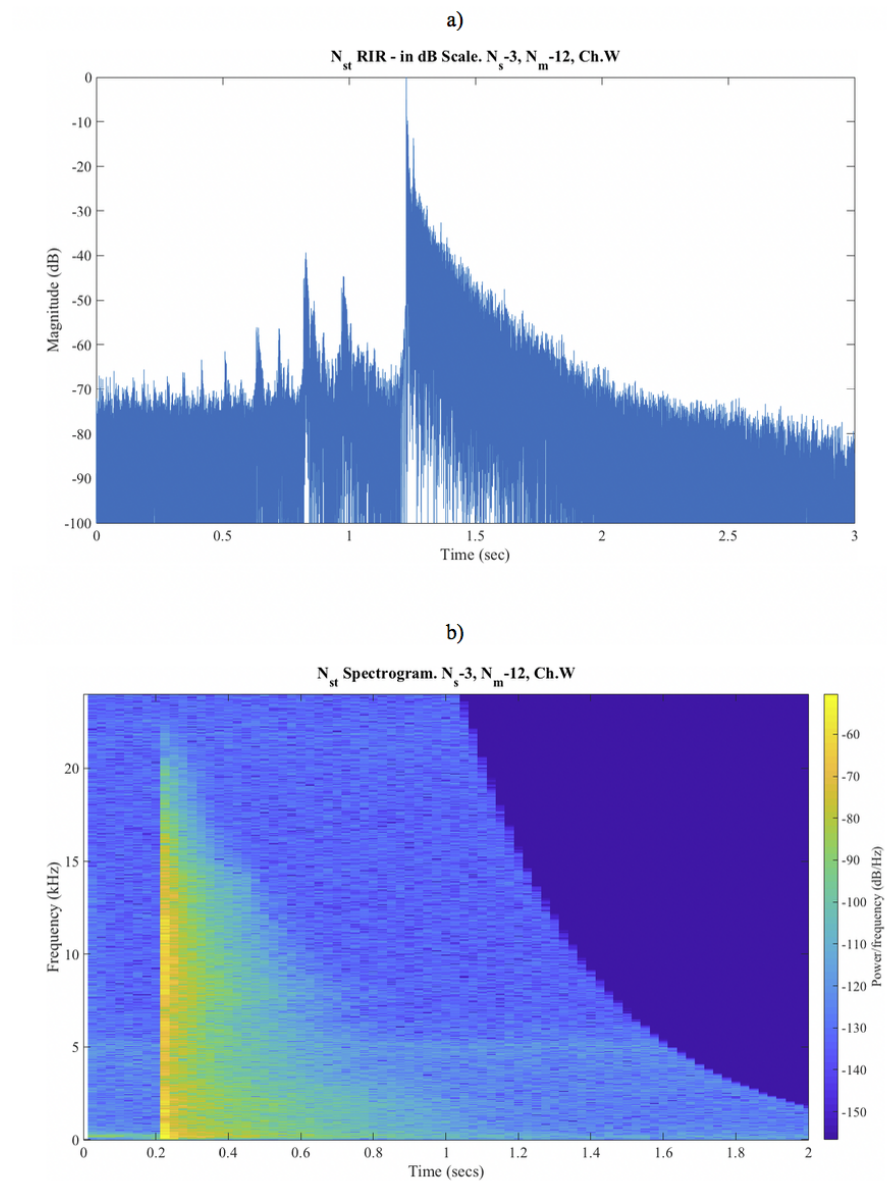 a)
Nst RIR - in dB Scale. Ns-3, Nm-12, Ch.W
0
-10
-20
-30
-40
-50
-60
-70
-80
-90
-100
Magnitude (dB)
0 0.5 1 1.5 2 2.5 3
Time (sec)
b)
Nst Spectrogram. Ns-3, Nm-12, Ch.W
20
15
10
5
0
Frequency (kHz)
0 0.2 0.4 0.6 0.8 1 1.2 1.4 1.6 1.8 2
Time (secs)
-60
-70
-80
-90
-100
-110
-120
-130
-140
-150
Power/frequency (dB/Hz)